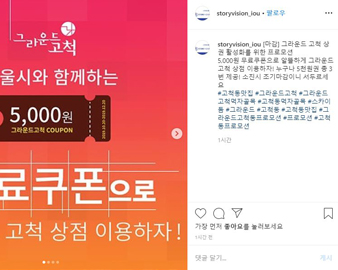 그라운드
고척
울시와 함께하는
5,000원
그라운드고척 COUPON
료쿠폰으로
고척 상점 이용하자!
storyvision_iou • 팔로우
storyvision_iou [마감] 그라운드 고척 상
권 활성화를 위한 프로모션
5,000원 무료쿠폰으로 알뜰하게 그라운드
고척 상점 이용하자! 누구나 5천원권 총 3
번 제공! 소진시 조기마감이니 서두르세
요
#고척동맛집 #그라운드고척 #그라운드
고척먹자골목 #고척동먹자골목 #스카이
돔 #그라운드 #고척돔 #고척동맛집 #그
라운드고척동프로모션 #프로모션 #고척
동프로모션
1시간
가장 먼저 좋아요를 눌러보세요
1시간 전
댓글 달기...